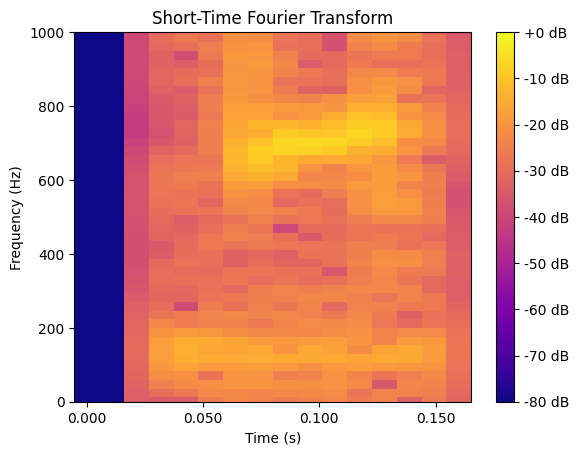 Short-Time Fourier Transform
1000
800
600
400
200
0
Frequency (Hz)
0.000
0.050
0.100
0.150
Time (s)
+0 dB
-10 dB
-20 dB
-30 dB
-40 dB
-50 dB
-60 dB
-70 dB
-80 dB